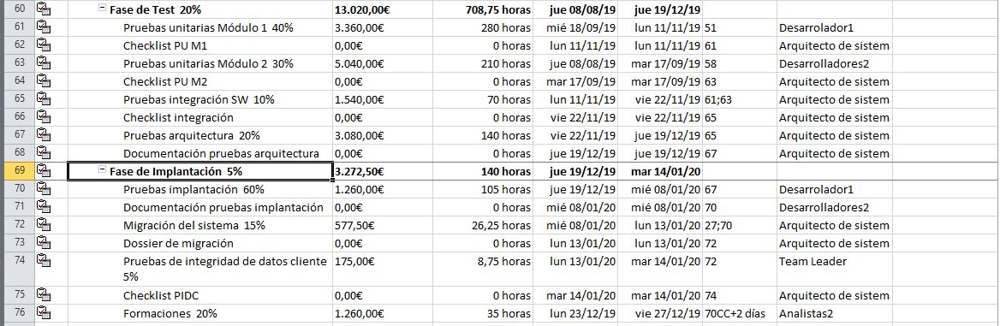 60 Fase de Test 20% 13.020,00€ 708,75 horas jue 08/08/19 jue 19/12/19
61 Pruebas unitarias Módulo 1 40% 3.360,00€ 280 horas mié 18/09/19 lun 11/11/19 51 Desarrolador1
62 Checklist PU M1 0,00€ 0 horas lun 11/11/19 lun 11/11/19 61 Arquitecto de sistem
63 Pruebas unitarias Módulo 2 30% 5.040,00€ 210 horas jue 08/08/19 mar 17/09/19 58 Desarrolladores2
64 Checklist PU M2 0,00€ 0 horas mar 17/09/19 mar 17/09/19 63 Arquitecto de sistem
65 Pruebas integración SW 10% 1.540,00€ 70 horas lun 11/11/19 vie 22/11/19 61;63 Arquitecto de sistem
66 Checklist integración 0,00€ 0 horas vie 22/11/19 vie 22/11/19 65 Arquitecto de sistem
67 Pruebas arquitectura 20% 3.080,00€ 140 horas vie 22/11/19 jue 19/12/19 65 Arquitecto de sistem
68 Documentación pruebas arquitectura 0,00€ 0 horas jue 19/12/19 jue 19/12/19 67 Arquitecto de sistem
69 Fase de Implantación 5% 3.272,50€ 140 horas jue 19/12/19 mar 14/01/20
70 Pruebas implantación 60% 1.260,00€ 105 horas jue 19/12/19 mié 08/01/20 67 Desarrolador1
71 Documentación pruebas implantación 0,00€ 0 horas mié 08/01/20 mié 08/01/20 70 Desarrolladores2
72 Migración del sistema 15% 577,50€ 26,25 horas mié 08/01/20 lun 13/01/20 27;70 Arquitecto de sistem
73 Dossier de migración 0,00€ 0 horas lun 13/01/20 lun 13/01/20 72 Arquitecto de sistem
74 Pruebas de integridad de datos cliente 175,00€ 8,75 horas lun 13/01/20 mar 14/01/20 72 Team Leader
5%
75 Checklist PIDC 0,00€ 0 horas mar 14/01/20 mar 14/01/20 74 Arquitecto de sistem
76 Formaciones 20% 1.260,00€ 35 horas lun 23/12/19 vie 27/12/19 70CC+2 días Analistas2